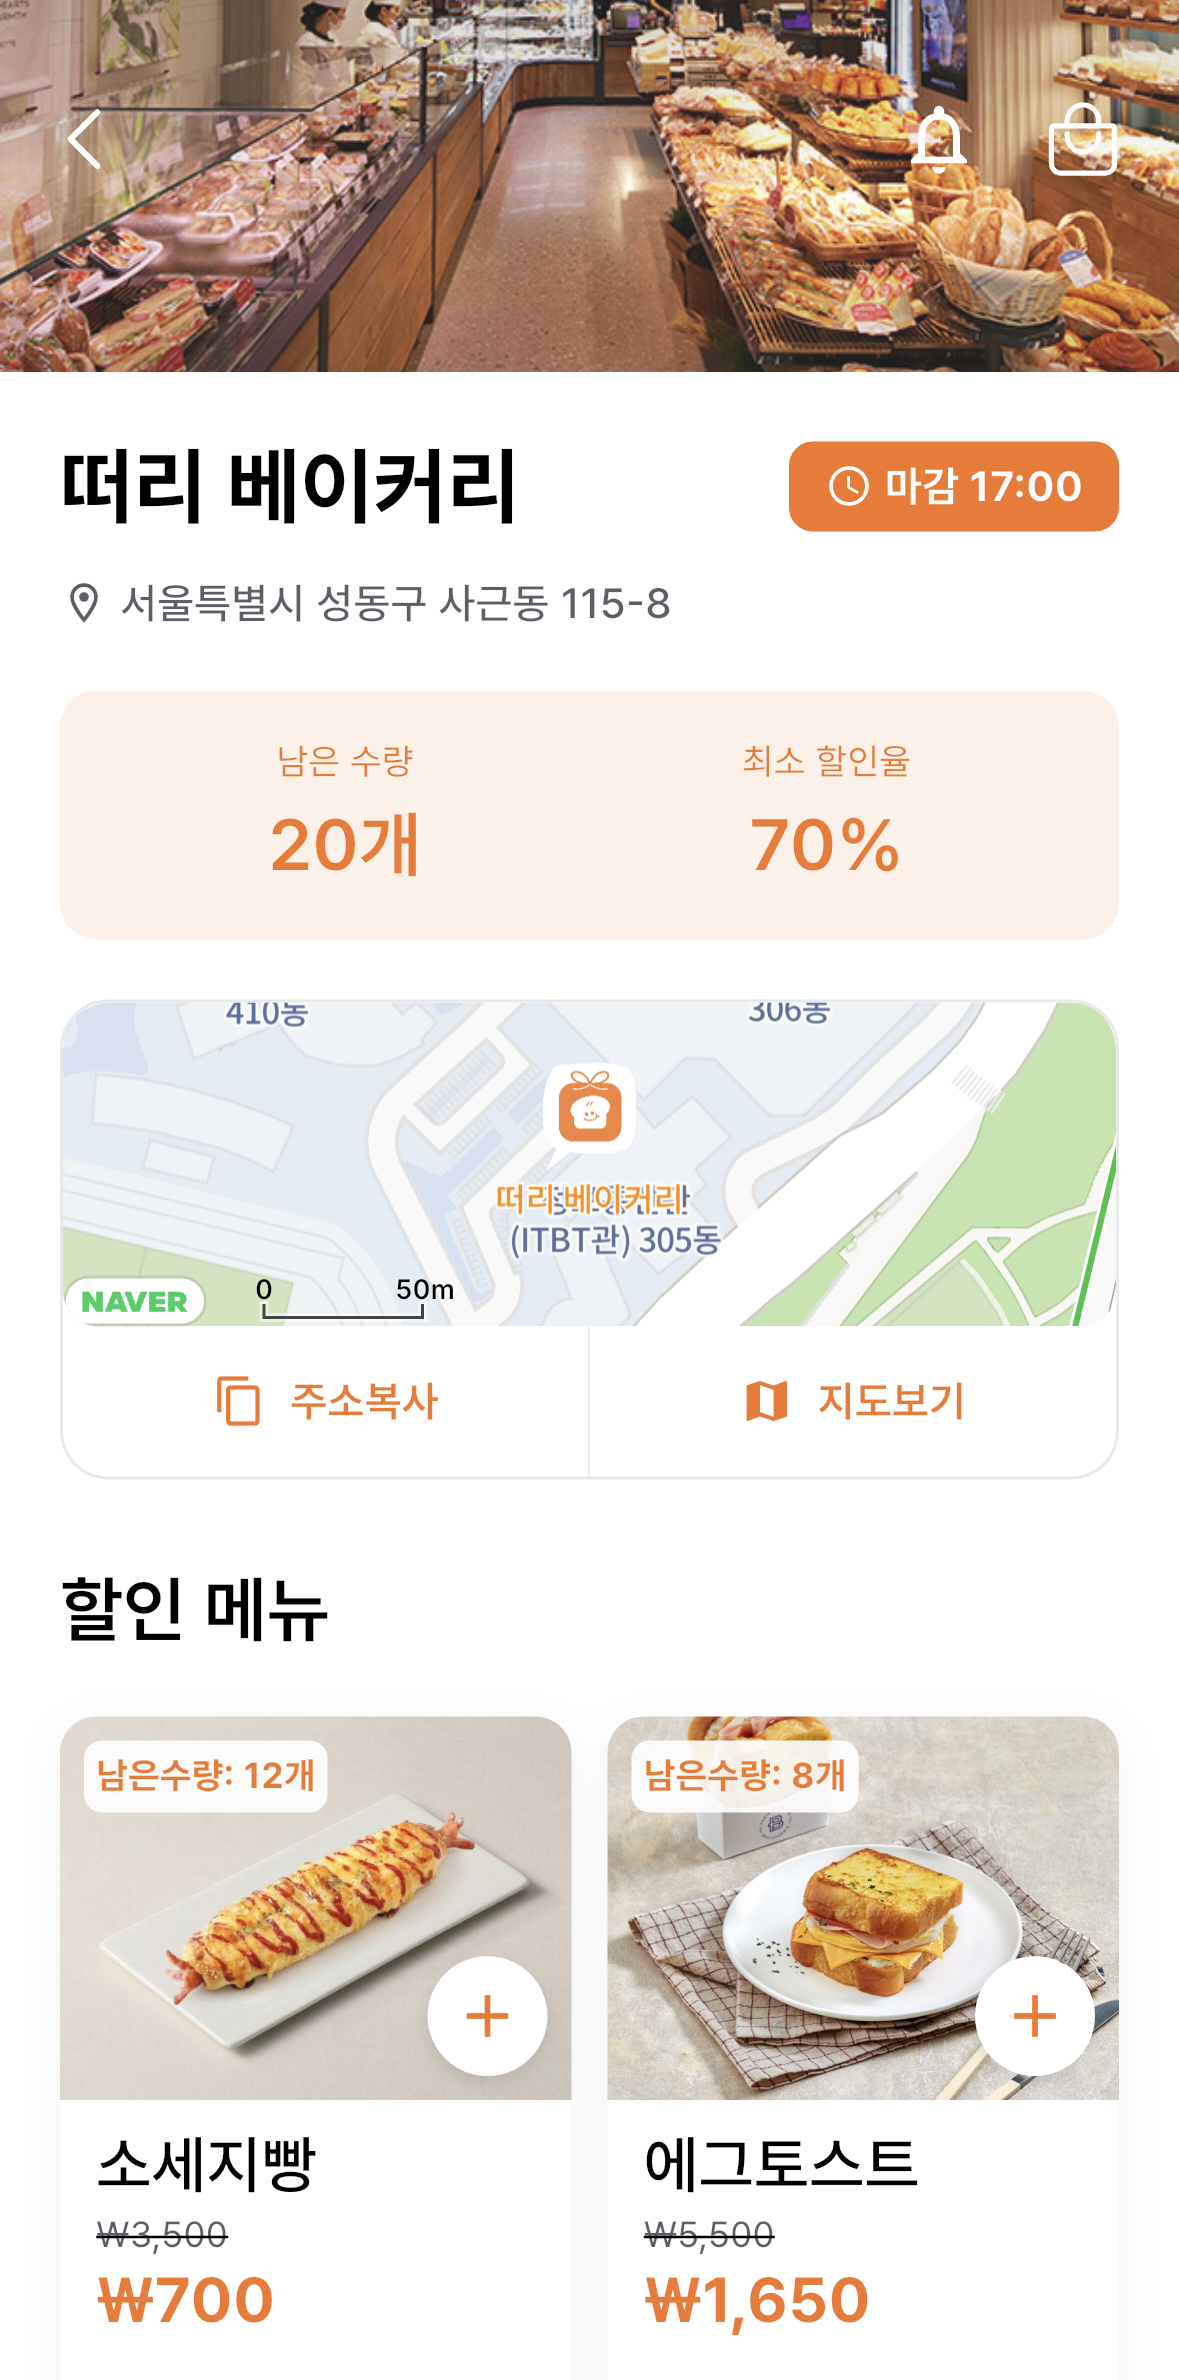 떠리 베이커리
마감 17:00
서울특별시 성동구 사근동 115-8
남은 수량
최소 할인율
20개
70%
410동
306동
떠리 베이커리
(ITBT관) 305동
NAVER
0
50m
주소복사
지도보기
할인 메뉴
남은수량: 12개
남은수량: 8개
소세지빵
에그토스트
₩3,500
₩5,500
₩700
₩1,650